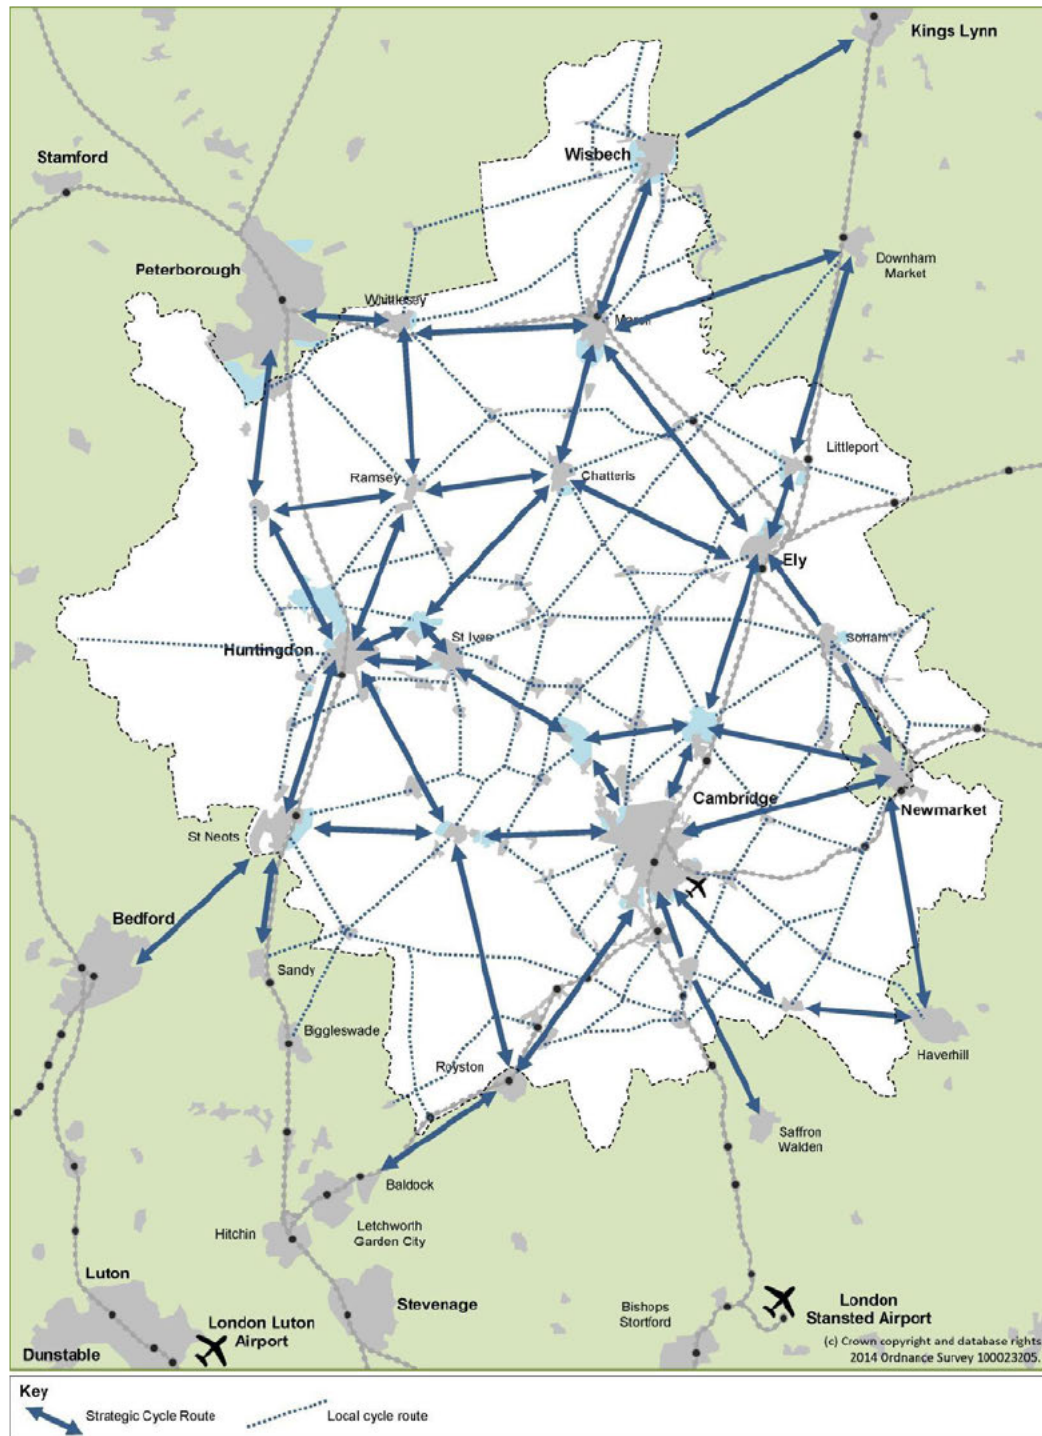 Kings Lynn
Stamford
Wisbech
Peterborough
Downham
Market
Whittlesey
March
Littleport
Ramsey
Chatteris
Ely
Huntingdon
St Ives
Soham
Cambridge
Newmarket
St Neots
Bedford
Sandy
Biggleswade
Royston
Haverhill
Saffron
Walden
Baldock
Hitchin
Letchworth
Garden City
Luton
Stevenage
Bishops
Stortford
London
Stansted Airport
London Luton
Airport
Dunstable
(c) Crown copyright and database rights
2014 Ordnance Survey 100023205.
Key
Strategic Cycle Route
Local cycle route